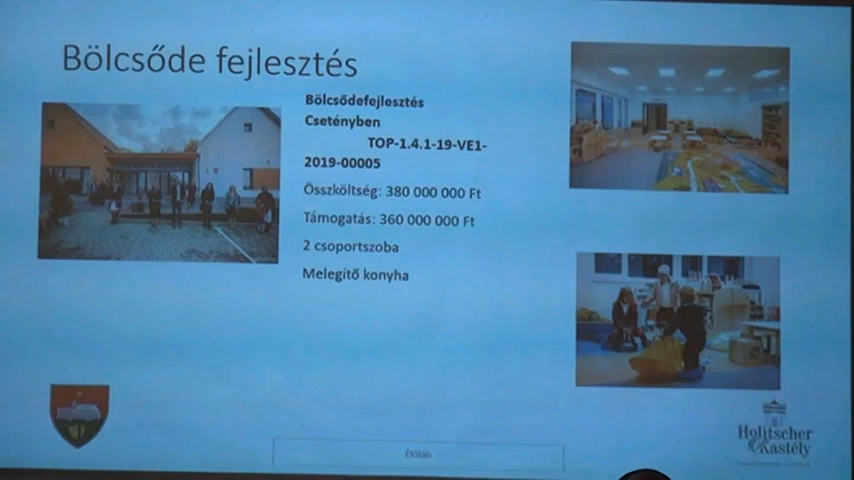 Bölcsőde fejlesztés
Bölcsődefejlesztés
Csetényben
TOP-1.4.1-19-VE1-
2019-00005
Összköltség: 380 000 000 Ft
Támogatás: 360 000 000 Ft
2 csoportszoba
Melegítő konyha
Élőláb
Holitscher
Kastély